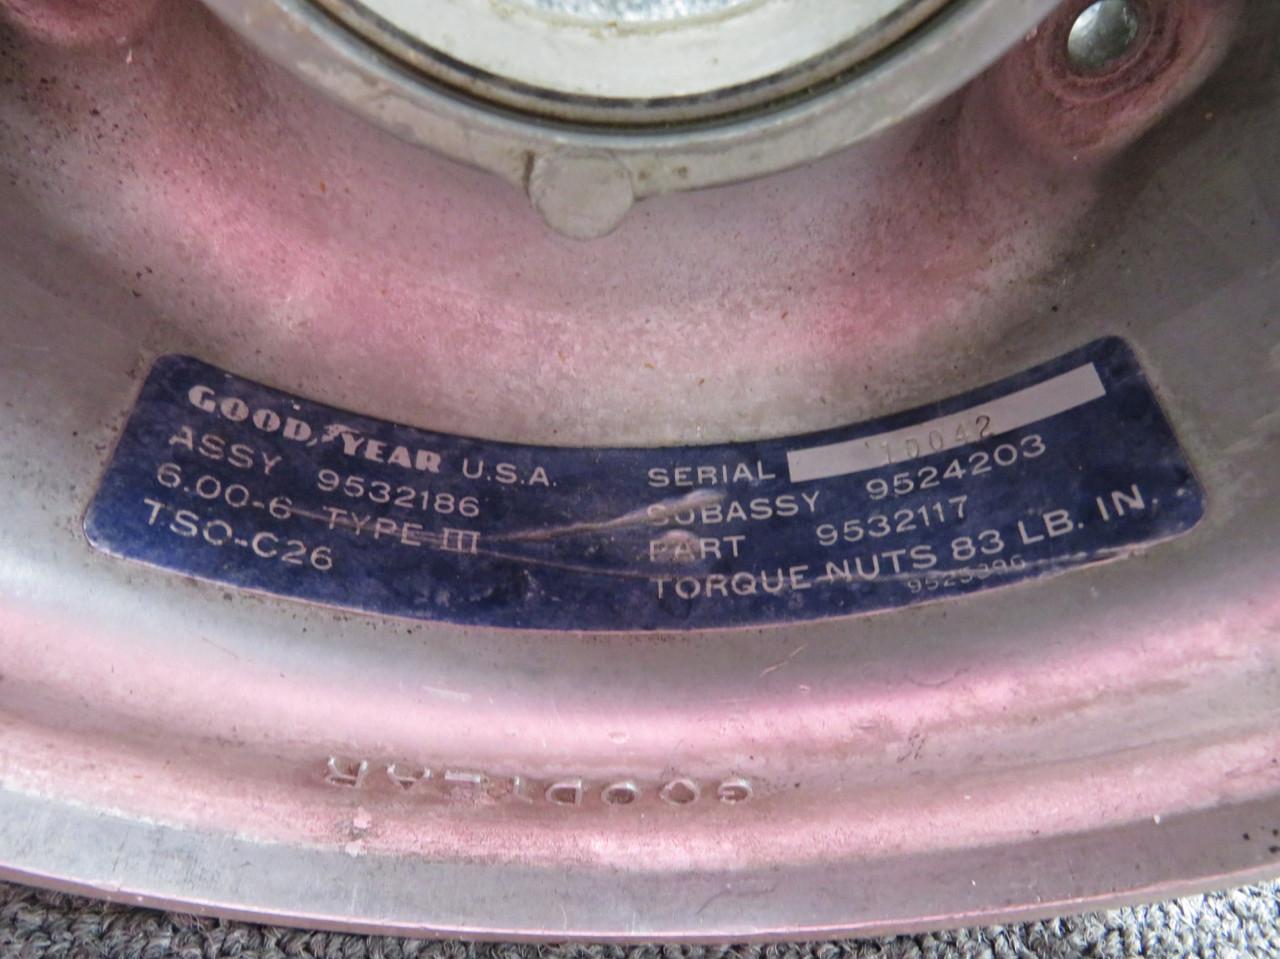 GOODYEAR U.S.A.
ASSY 9532186
6.00-6 TYPE III
TSO-C26
SERIAL 10042
SUBASSY 9524203
PART 9532117
TORQUE NUTS 83 LB. IN.
GOODYEAR